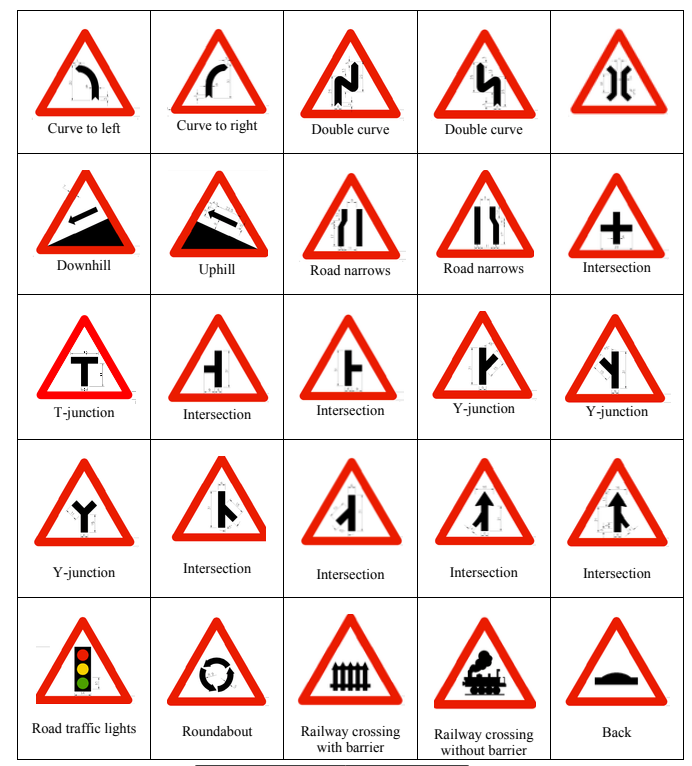 Curve to left
Curve to right
Double curve
Double curve
Downhill
Uphill
Road narrows
Road narrows
Intersection
T-junction
Intersection
Intersection
Y-junction
Y-junction
Y-junction
Intersection
Intersection
Intersection
Intersection
Road traffic lights
Roundabout
Railway crossing
with barrier
Railway crossing
without barrier
Back